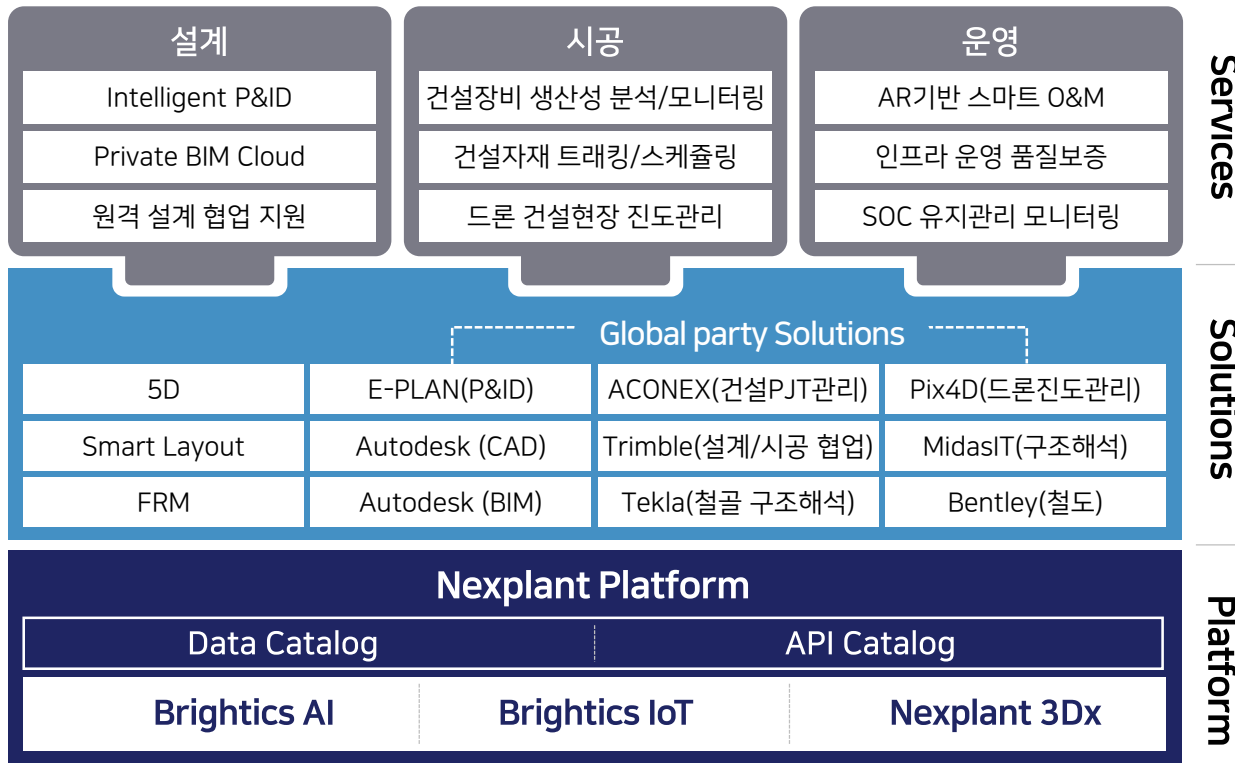 설계
Intelligent P&ID
Private BIM Cloud
원격 설계 협업 지원
시공
건설장비 생산성 분석/모니터링
건설자재 트래킹/스케쥴링
드론 건설현장 진도관리
운영
AR기반 스마트 O&M
인프라 운영 품질보증
SOC 유지관리 모니터링
Services
Global party Solutions
5D
E-PLAN(P&ID)
ACONEX(건설PJT관리)
Pix4D(드론진도관리)
Smart Layout
Autodesk (CAD)
Trimble(설계/시공 협업)
MidasIT(구조해석)
FRM
Autodesk (BIM)
Tekla(철골 구조해석)
Bentley(철도)
Solutions
Nexplant Platform
Data Catalog
API Catalog
Brightics AI
Brightics IoT
Nexplant 3Dx
Platform